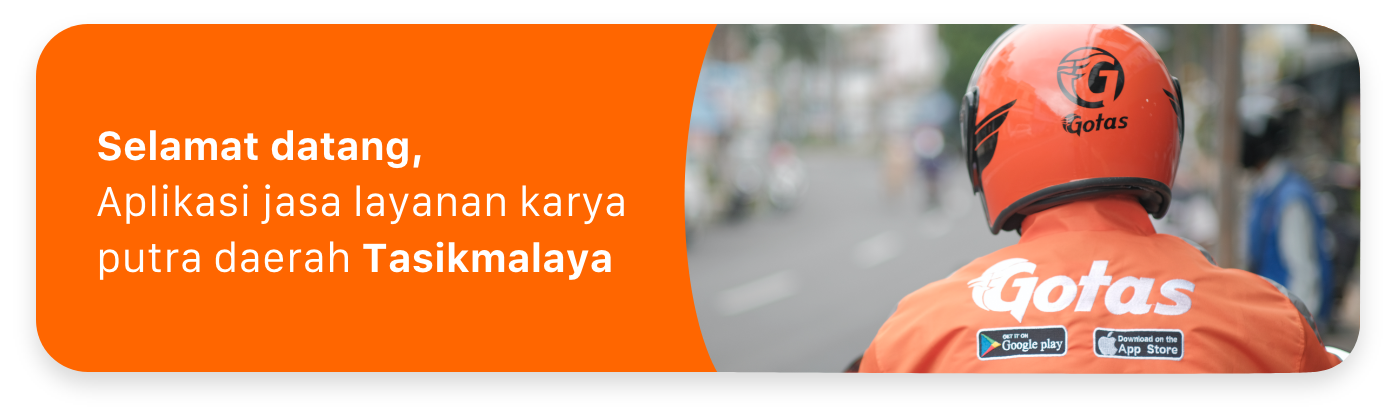 Selamat datang,
Aplikasi jasa layanan karya
putra daerah Tasikmalaya
G
Gotas
Gotas
GET IT ON
Google play
Download on the
App Store